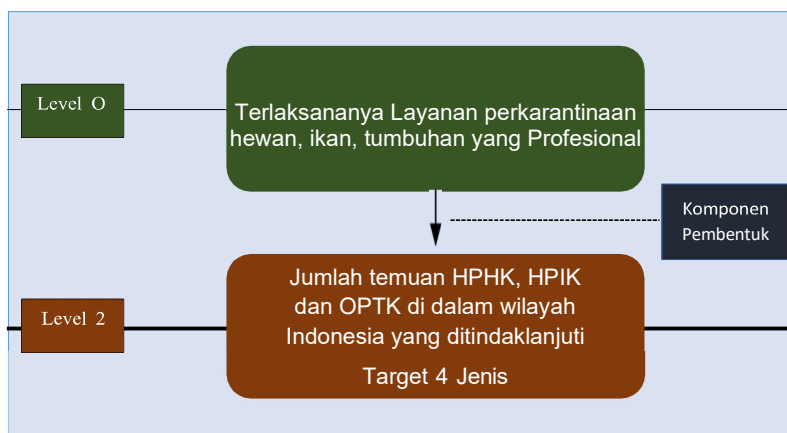 Level O
Terlaksananya Layanan perkarantinaan
hewan, ikan, tumbuhan yang Profesional
Komponen
Pembentuk
Level 2
Jumlah temuan HPHK, HPIK
dan OPTK di dalam wilayah
Indonesia yang ditindaklanjuti
Target 4 Jenis